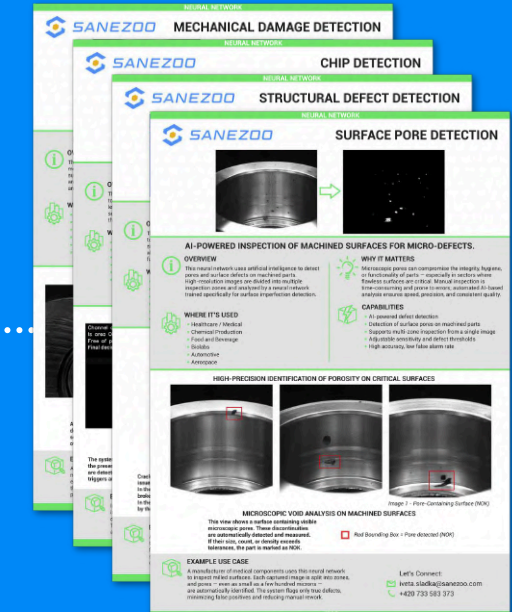 NEURAL NETWORK
SANEZOO MECHANICAL DAMAGE DETECTION
NEURAL NETWORK
SANEZOO CHIP DETECTION
NEURAL NETWORK
SANEZOO STRUCTURAL DEFECT DETECTION
NEURAL NETWORK
SANEZOO SURFACE PORE DETECTION
AI-POWERED INSPECTION OF MACHINED SURFACES FOR MICRO-DEFECTS.
OVERVIEW
This neural network uses artificial intelligence to detect
pores and surface defects on machined parts.
High-resolution images are divided into multiple
inspection zones and analyzed by a neural network
trained specifically for surface imperfection detection.
WHERE IT'S USED
• Healthcare / Medical
• Chemical Production
• Food and Beverage
• Biolabs
• Automotive
• Aerospace
WHY IT MATTERS
Microscopic pores can compromise the integrity, hygiene,
or functionality of parts — especially in sectors where
flawless surfaces are critical. Manual inspection is
time-consuming and prone to errors; automated AI-based
analysis ensures speed, precision, and consistent quality.
CAPABILITIES
• AI-powered defect detection
• Detection of surface pores on machined parts
• Supports multi-zone inspection from a single image
• Adjustable sensitivity and defect thresholds
• High accuracy, low false alarm rate
HIGH-PRECISION IDENTIFICATION OF POROSITY ON CRITICAL SURFACES
Image 1 - Pore-Containing Surface (NOK)
MICROSCOPIC VOID ANALYSIS ON MACHINED SURFACES
This view shows a surface containing visible
microscopic pores. These discontinuities
are automatically detected and measured.
If their size, count, or density exceeds
tolerances, the part is marked as NOK.
Red Bounding Box = Pore detected (NOK)
EXAMPLE USE CASE
A manufacturer of medical components uses this neural network
to inspect milled surfaces. Each captured image is split into zones,
and pores — even as small as a few hundred microns —
are automatically identified. The system flags only true defects,
minimizing false positives and reducing manual rework.
Let's Connect:
iveta.sladka@sanezoo.com
+420 733 583 373